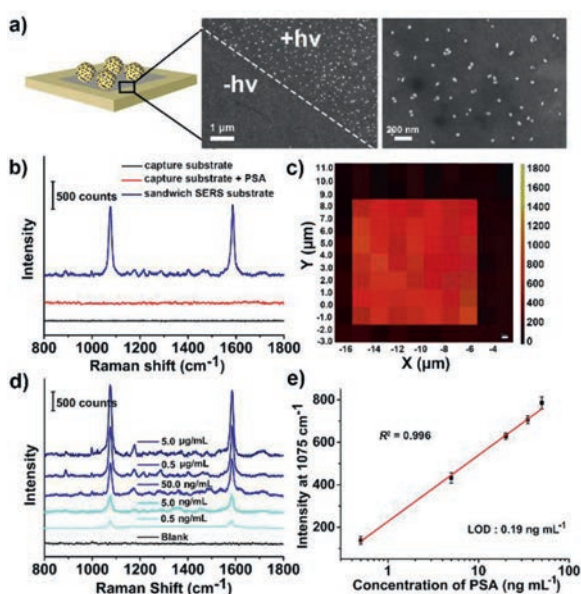 a)
+hv
-hv
1 µm
200 nm
b)
capture substrate
capture substrate + PSA
sandwich SERS substrate
500 counts
Intensity
800 1000 1200 1400 1600 1800
Raman shift (cm-1)
c)
11.0
10.0
9.0
8.0
7.0
6.0
5.0
4.0
3.0
2.0
1.0
0.0
-1.0
-2.0
-3.0
Y (µm)
-16 -14 -12 -10 -8 -6 -4
X (µm)
1800
1600
1400
1200
1000
800
600
400
200
0
d)
500 counts
5.0 µg/mL
0.5 µg/mL
50.0 ng/mL
5.0 ng/mL
0.5 ng/mL
Blank
Intensity
800 1000 1200 1400 1600 1800
Raman shift (cm-1)
e)
Intensity at 1075 cm-1
800
600
400
200
R² = 0.996
LOD : 0.19 ng mL-1
1 10 100
Concentration of PSA (ng mL-1)